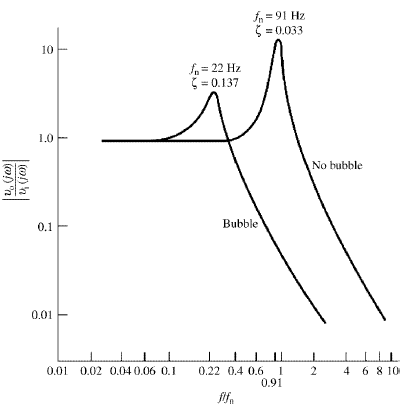 f_n = 91 Hz
ζ = 0.033
f_n = 22 Hz
ζ = 0.137
10
1.0
|υ_o (jω) / υ_i (jω)|
No bubble
Bubble
0.1
0.01
0.01 0.02 0.04 0.06 0.1 0.22 0.4 0.6 1 2 4 6 8 10
0.91
f/f_n